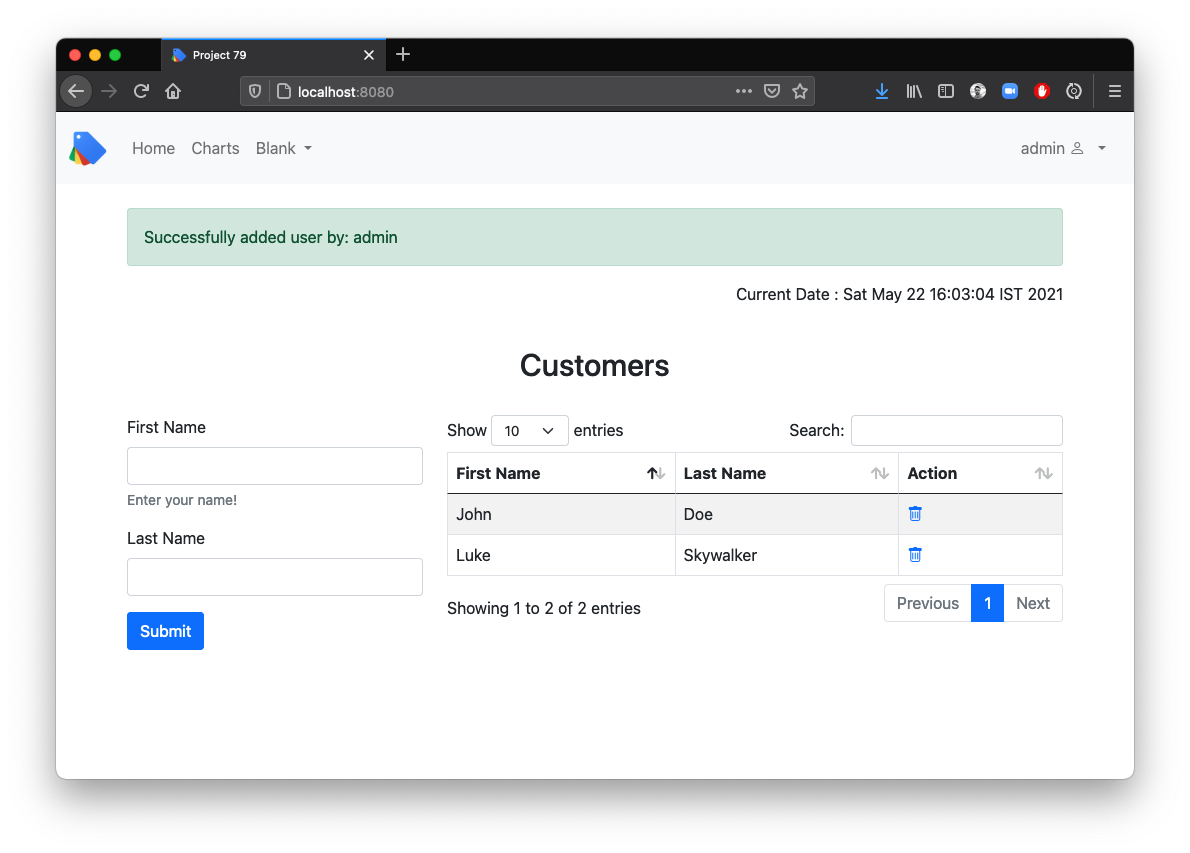 Project 79
localhost:8080
Home Charts Blank admin
Successfully added user by: admin
Current Date : Sat May 22 16:03:04 IST 2021
Customers
First Name
Enter your name!
Last Name
Submit
Show 10 entries Search:
First Name Last Name Action
John Doe
Luke Skywalker
Showing 1 to 2 of 2 entries
Previous 1 Next